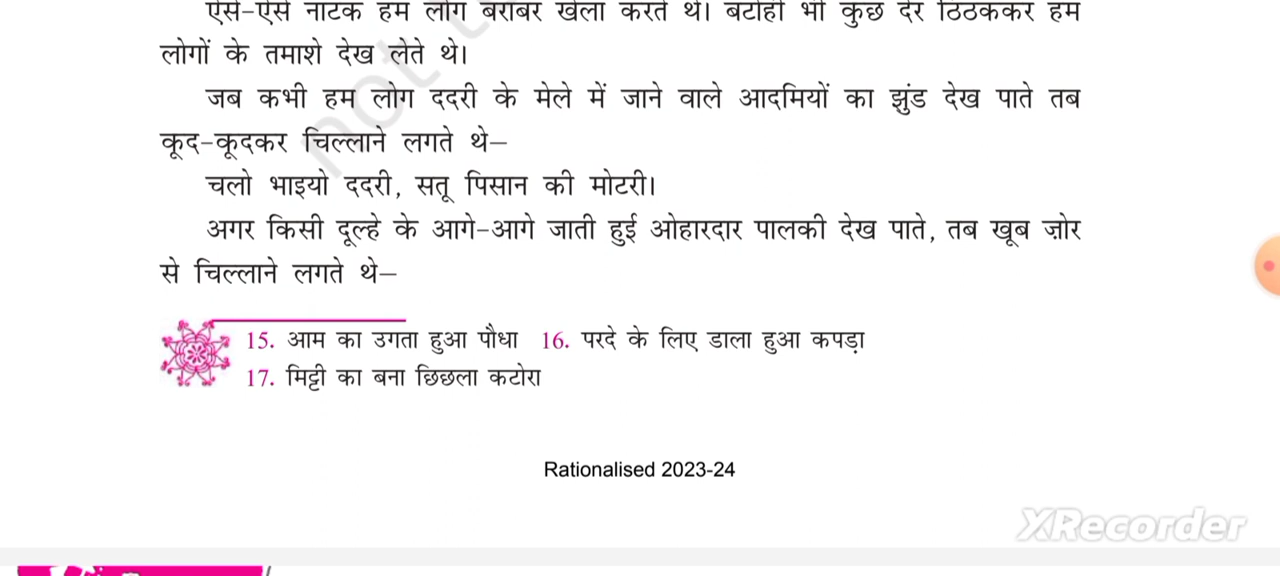 ऐसे-ऐसे नाटक हम लोग बराबर खेला करते थे। बटोही भी कुछ देर ठिठककर हम
लोगों के तमाशे देख लेते थे।
जब कभी हम लोग ददरी के मेले में जाने वाले आदमियों का झुंड देख पाते तब
कूद-कूदकर चिल्लाने लगते थे–
चलो भाइयो ददरी, सतू पिसान की मोटरी।
अगर किसी दूल्हे के आगे-आगे जाती हुई ओहारदार पालकी देख पाते, तब खूब ज़ोर
से चिल्लाने लगते थे–
15. आम का उगता हुआ पौधा 16. परदे के लिए डाला हुआ कपड़ा
17. मिट्टी का बना छिछला कटोरा
Rationalised 2023-24
XRecorder
not